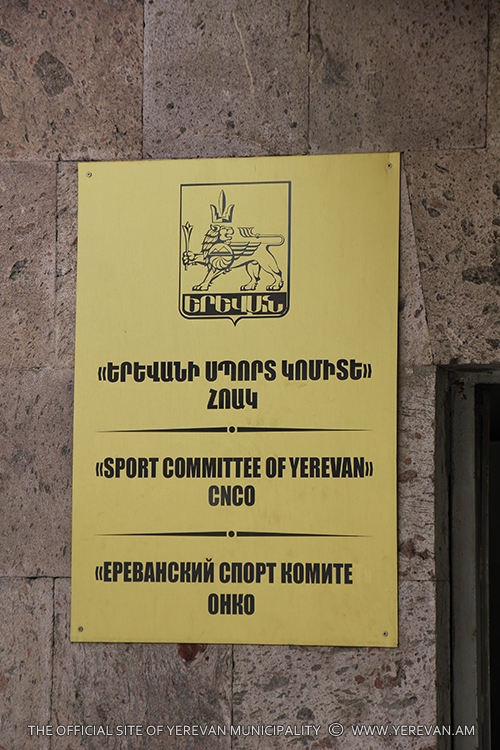 ԵՐԵՎԱՆ
«ԵՐԵՎԱՆԻ ՍՊՈՐՏ ԿՈՄԻՏԵ»
ՀՈԱԿ
«SPORT COMMITTEE OF YEREVAN»
CNCO
«ЕРЕВАНСКИЙ СПОРТ КОМИТЕ
ОНКО
THE OFFICIAL SITE OF YEREVAN MUNICIPALITY © WWW.YEREVAN.AM